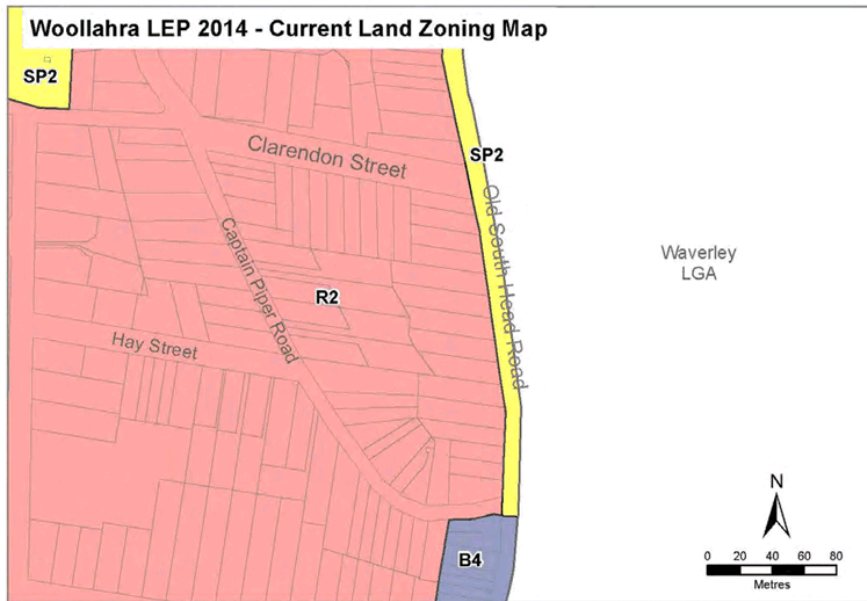 Woollahra LEP 2014 - Current Land Zoning Map
SP2
Clarendon Street
SP2
Old South Head Road
Captain Piper Road
Waverley
LGA
R2
Hay Street
N
B4
0 20 40 60 80
Metres